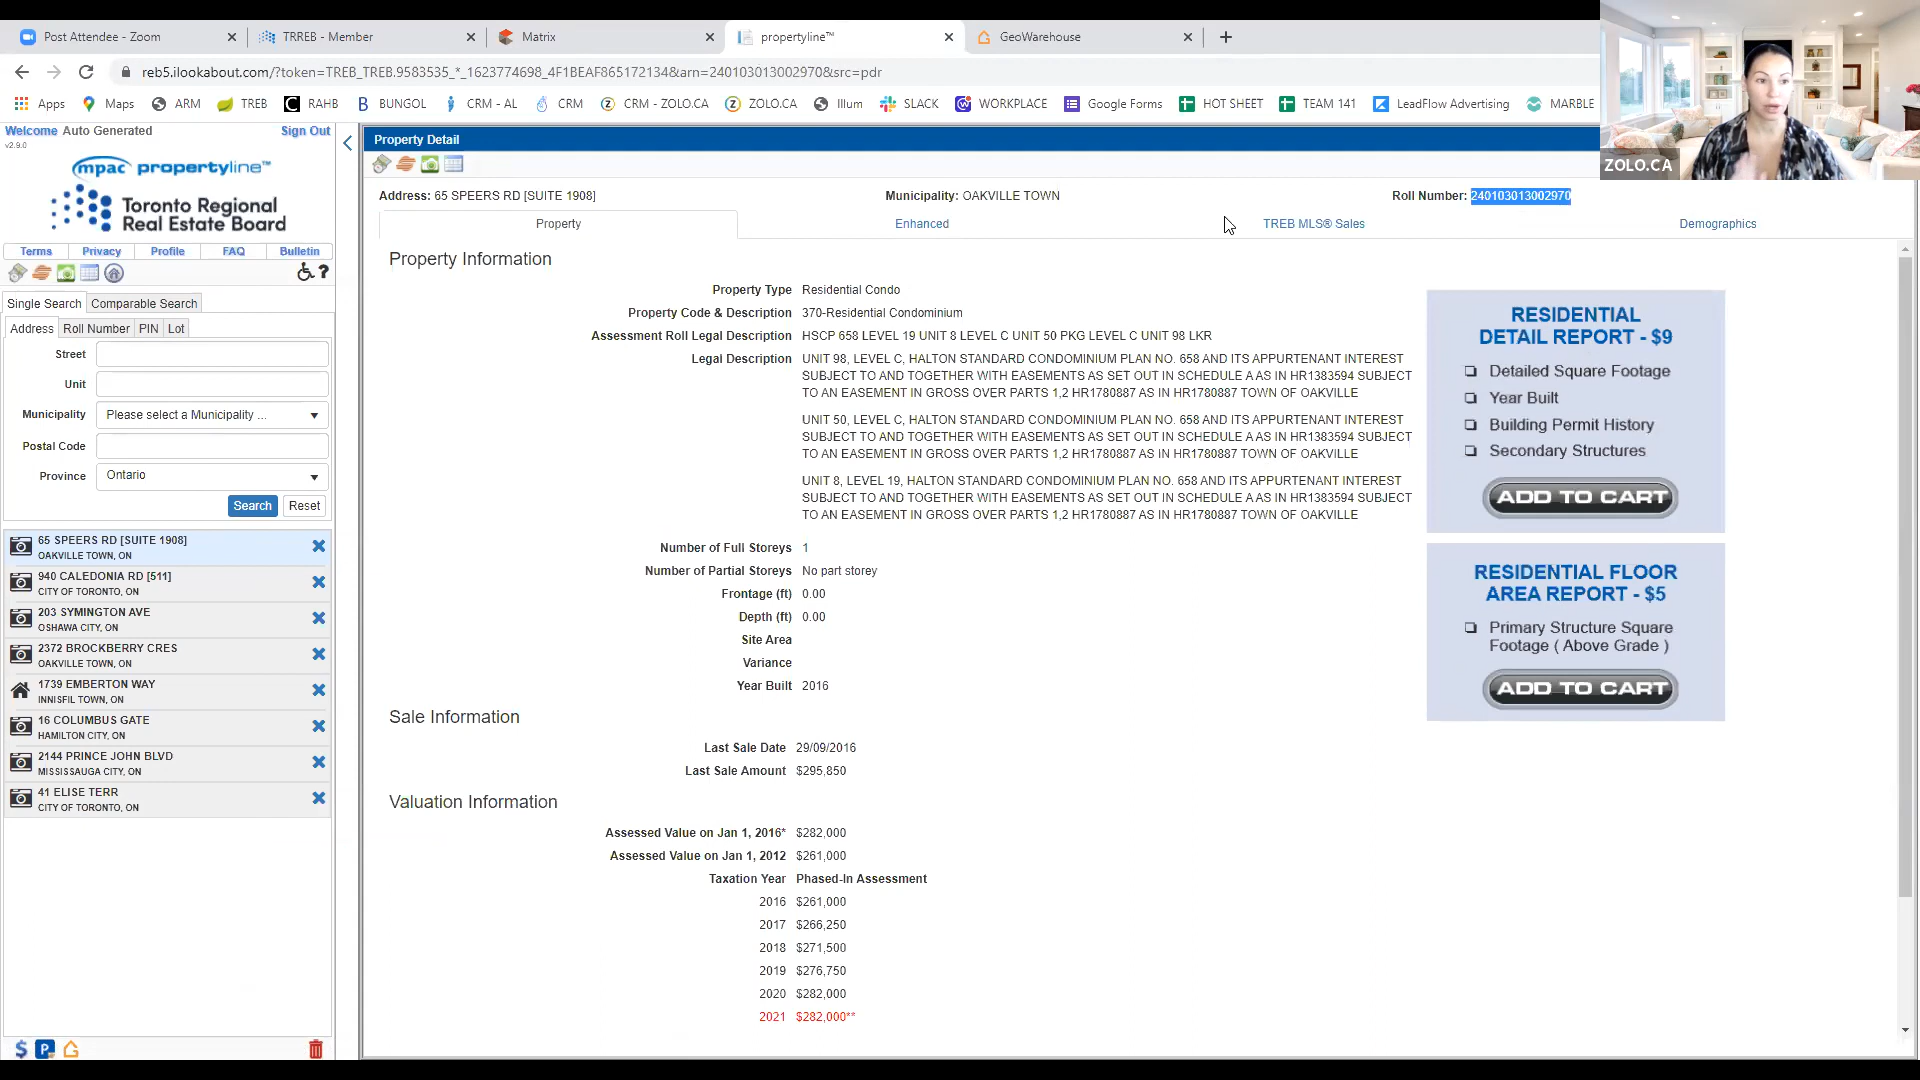 Post Attendee - Zoom
TRREB - Member
Matrix
propertyline™
GeoWarehouse
reb5.ilookabout.com/?token=TREB_TREB.9583535_*_1623774698_4F1BEAF865172134&arn=240103013002970&src=pdr
Apps
Maps
ARM
TREB
RAHB
BUNGOL
CRM - AL
CRM
CRM - ZOLO.CA
ZOLO.CA
Illum
SLACK
WORKPLACE
Google Forms
HOT SHEET
TEAM 141
LeadFlow Advertising
MARBLE
ZOLO.CA
Welcome Auto Generated
Sign Out
v2.9.0
mpac propertyline™
Toronto Regional
Real Estate Board
Terms
Privacy
Profile
FAQ
Bulletin
Single Search
Comparable Search
Address
Roll Number
PIN
Lot
Street
Unit
Municipality
Please select a Municipality ...
Postal Code
Province
Ontario
Search
Reset
65 SPEERS RD [SUITE 1908]
OAKVILLE TOWN, ON
940 CALEDONIA RD [511]
CITY OF TORONTO, ON
203 SYMINGTON AVE
OSHAWA CITY, ON
2372 BROCKBERRY CRES
OAKVILLE TOWN, ON
1739 EMBERTON WAY
INNISFIL TOWN, ON
16 COLUMBUS GATE
HAMILTON CITY, ON
2144 PRINCE JOHN BLVD
MISSISSAUGA CITY, ON
41 ELISE TERR
CITY OF TORONTO, ON
Property Detail
Address: 65 SPEERS RD [SUITE 1908]
Municipality: OAKVILLE TOWN
Roll Number: 240103013002970
Property
Enhanced
TREB MLS® Sales
Demographics
Property Information
Property Type Residential Condo
Property Code & Description 370-Residential Condominium
Assessment Roll Legal Description HSCP 658 LEVEL 19 UNIT 8 LEVEL C UNIT 50 PKG LEVEL C UNIT 98 LKR
Legal Description UNIT 98, LEVEL C, HALTON STANDARD CONDOMINIUM PLAN NO. 658 AND ITS APPURTENANT INTEREST
SUBJECT TO AND TOGETHER WITH EASEMENTS AS SET OUT IN SCHEDULE A AS IN HR1383594 SUBJECT
TO AN EASEMENT IN GROSS OVER PARTS 1,2 HR1780887 AS IN HR1780887 TOWN OF OAKVILLE
UNIT 50, LEVEL C, HALTON STANDARD CONDOMINIUM PLAN NO. 658 AND ITS APPURTENANT INTEREST
SUBJECT TO AND TOGETHER WITH EASEMENTS AS SET OUT IN SCHEDULE A AS IN HR1383594 SUBJECT
TO AN EASEMENT IN GROSS OVER PARTS 1,2 HR1780887 AS IN HR1780887 TOWN OF OAKVILLE
UNIT 8, LEVEL 19, HALTON STANDARD CONDOMINIUM PLAN NO. 658 AND ITS APPURTENANT INTEREST
SUBJECT TO AND TOGETHER WITH EASEMENTS AS SET OUT IN SCHEDULE A AS IN HR1383594 SUBJECT
TO AN EASEMENT IN GROSS OVER PARTS 1,2 HR1780887 AS IN HR1780887 TOWN OF OAKVILLE
Number of Full Storeys 1
Number of Partial Storeys No part storey
Frontage (ft) 0.00
Depth (ft) 0.00
Site Area
Variance
Year Built 2016
Sale Information
Last Sale Date 29/09/2016
Last Sale Amount $295,850
Valuation Information
Assessed Value on Jan 1, 2016* $282,000
Assessed Value on Jan 1, 2012 $261,000
Taxation Year Phased-In Assessment
2016 $261,000
2017 $266,250
2018 $271,500
2019 $276,750
2020 $282,000
2021 $282,000**
RESIDENTIAL
DETAIL REPORT - $9
Detailed Square Footage
Year Built
Building Permit History
Secondary Structures
ADD TO CART
RESIDENTIAL FLOOR
AREA REPORT - $5
Primary Structure Square
Footage ( Above Grade )
ADD TO CART